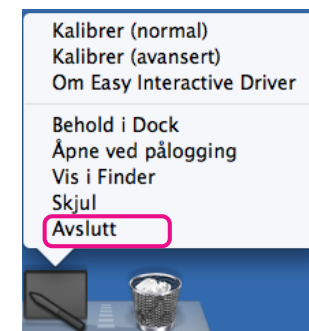 Kalibrer (normal)
Kalibrer (avansert)
Om Easy Interactive Driver
Behold i Dock
Åpne ved pålogging
Vis i Finder
Skjul
Avslutt